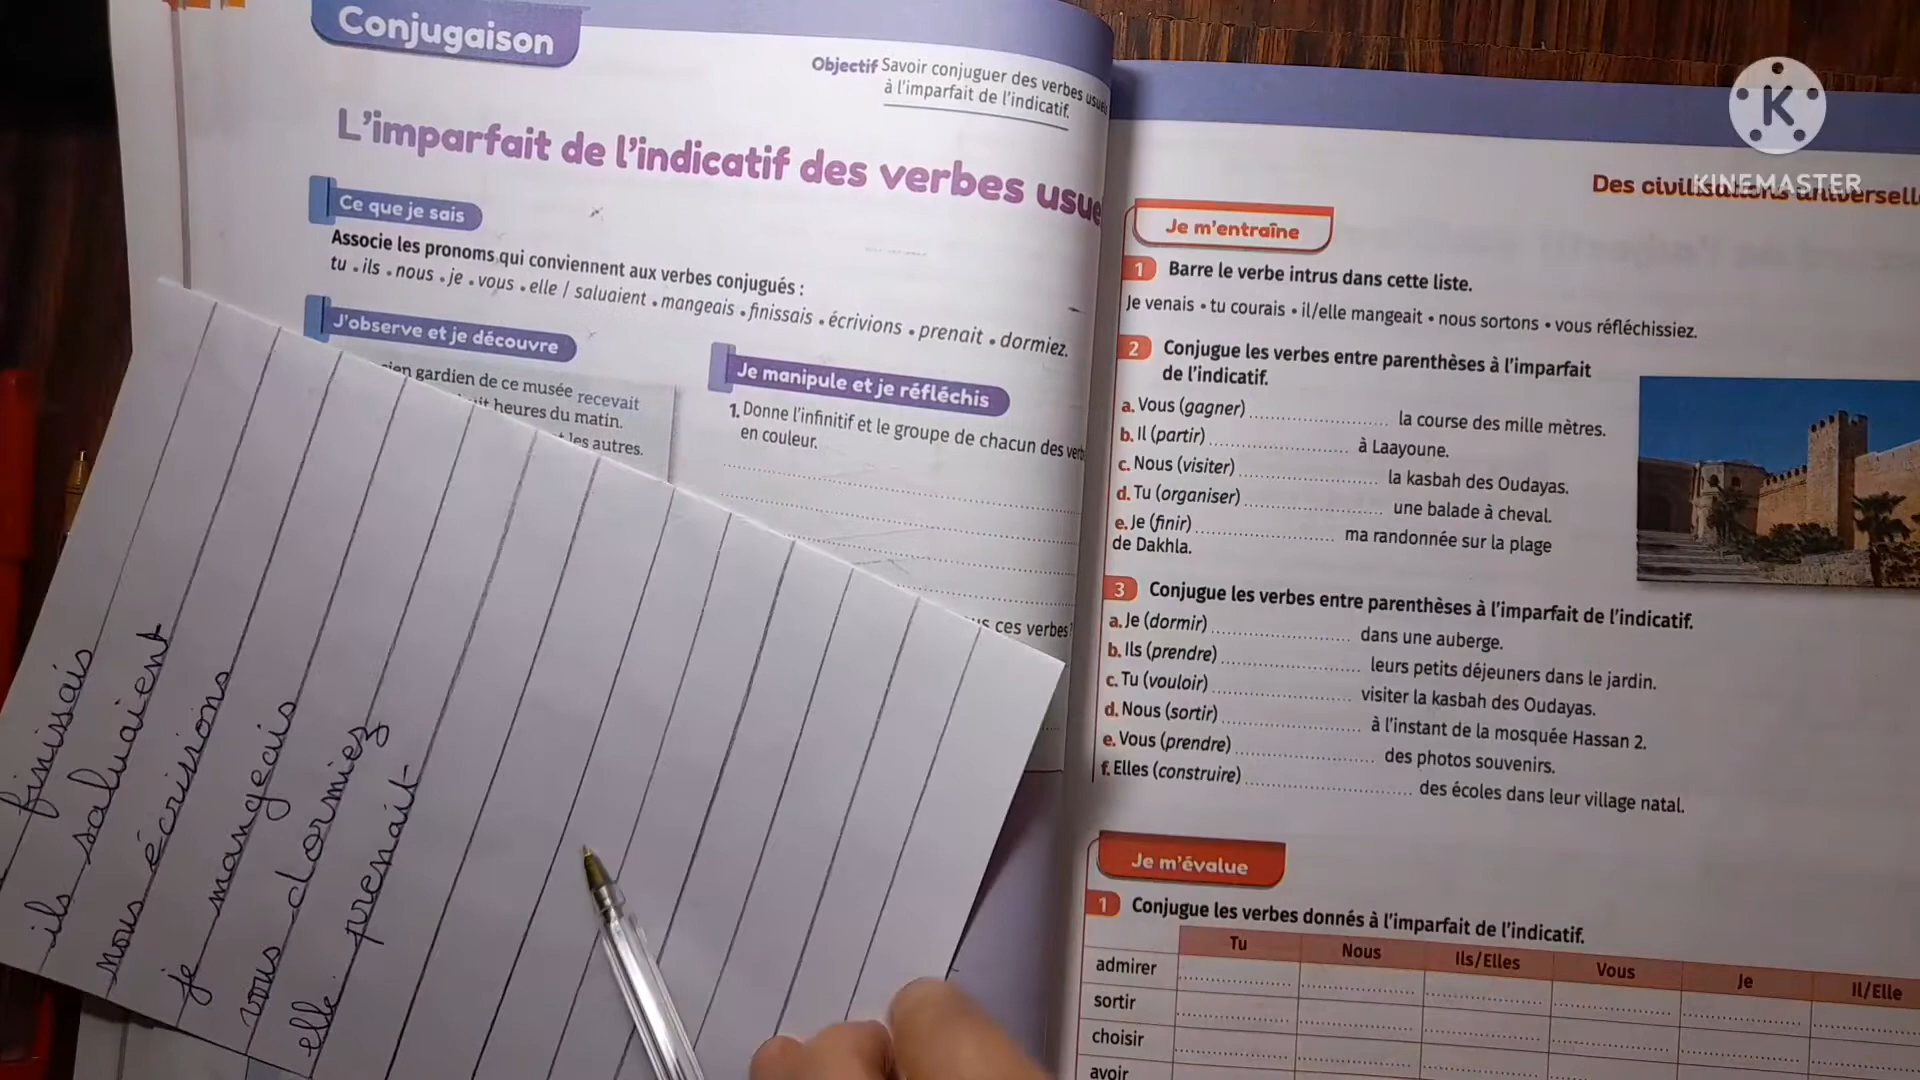 Conjugaison
Objectif Savoir conjuguer des verbes usuels
à l'imparfait de l'indicatif.
L'imparfait de l'indicatif des verbes usue
Ce que je sais
Associe les pronoms qui conviennent aux verbes conjugués :
tu • ils • nous • je • vous • elle / saluaient • mangeais • finissais • écrivions • prenait • dormiez.
J'observe et je découvre
ien gardien de ce musée recevait
it heures du matin.
les autres.
Je manipule et je réfléchis
1. Donne l'infinitif et le groupe de chacun des verb
en couleur.
ces verbes?
finissais
ils saluaient
nous écrissions
je mangeais
vous dormiez
elle prenait
KINEMASTER
Des civilisations universell
Je m'entraîne
1 Barre le verbe intrus dans cette liste.
Je venais • tu courais • il/elle mangeait • nous sortons • vous réfléchissiez.
2 Conjugue les verbes entre parenthèses à l'imparfait
de l'indicatif.
a. Vous (gagner) .................... la course des mille mètres.
b. Il (partir) .................... à Laayoune.
c. Nous (visiter) .................... la kasbah des Oudayas.
d. Tu (organiser) .................... une balade à cheval.
e. Je (finir) .................... ma randonnée sur la plage
de Dakhla.
3 Conjugue les verbes entre parenthèses à l'imparfait de l'indicatif.
a. Je (dormir) .................... dans une auberge.
b. Ils (prendre) .................... leurs petits déjeuners dans le jardin.
c. Tu (vouloir) .................... visiter la kasbah des Oudayas.
d. Nous (sortir) .................... à l'instant de la mosquée Hassan 2.
e. Vous (prendre) .................... des photos souvenirs.
f. Elles (construire) .................... des écoles dans leur village natal.
Je m'évalue
1 Conjugue les verbes donnés à l'imparfait de l'indicatif.
Tu Nous Ils/Elles Vous Je Il/Elle
admirer
sortir
choisir
avoir